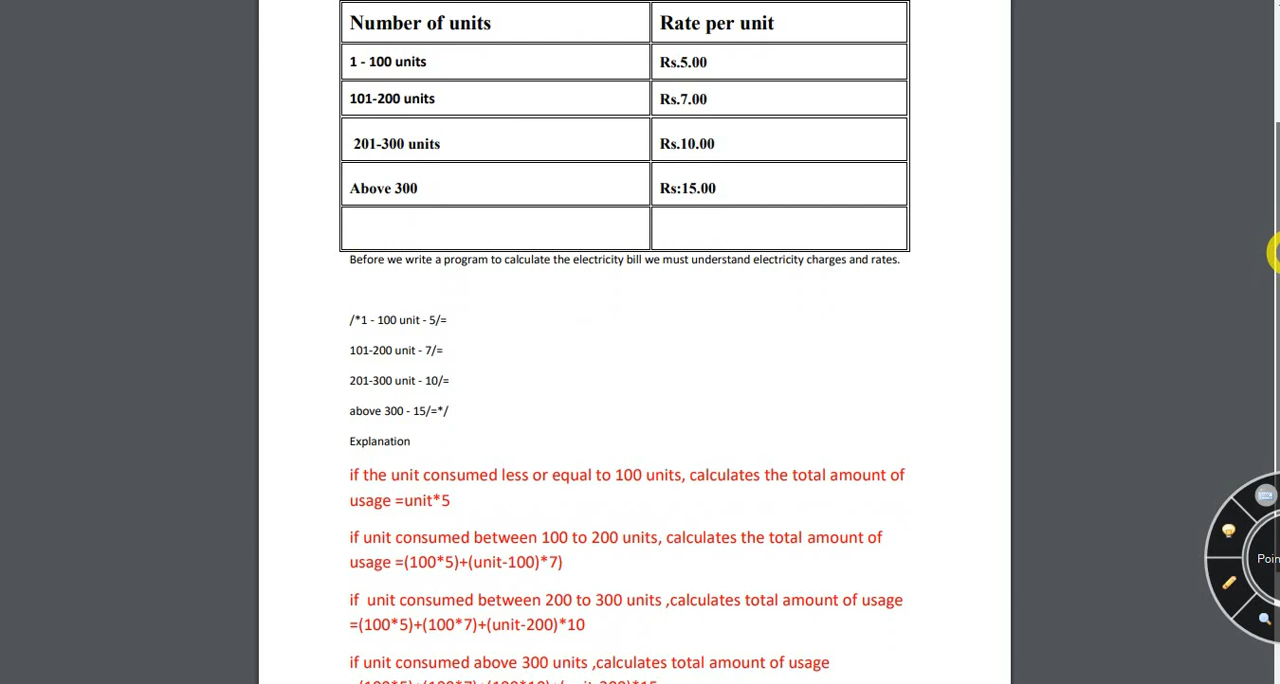 Number of units Rate per unit
1 - 100 units Rs.5.00
101-200 units Rs.7.00
201-300 units Rs.10.00
Above 300 Rs:15.00
Before we write a program to calculate the electricity bill we must understand electricity charges and rates.
/*1 - 100 unit - 5/=
101-200 unit - 7/=
201-300 unit - 10/=
above 300 - 15/=*/
Explanation
if the unit consumed less or equal to 100 units, calculates the total amount of
usage =unit*5
if unit consumed between 100 to 200 units, calculates the total amount of
usage =(100*5)+(unit-100)*7)
if unit consumed between 200 to 300 units ,calculates total amount of usage
=(100*5)+(100*7)+(unit-200)*10
if unit consumed above 300 units ,calculates total amount of usage